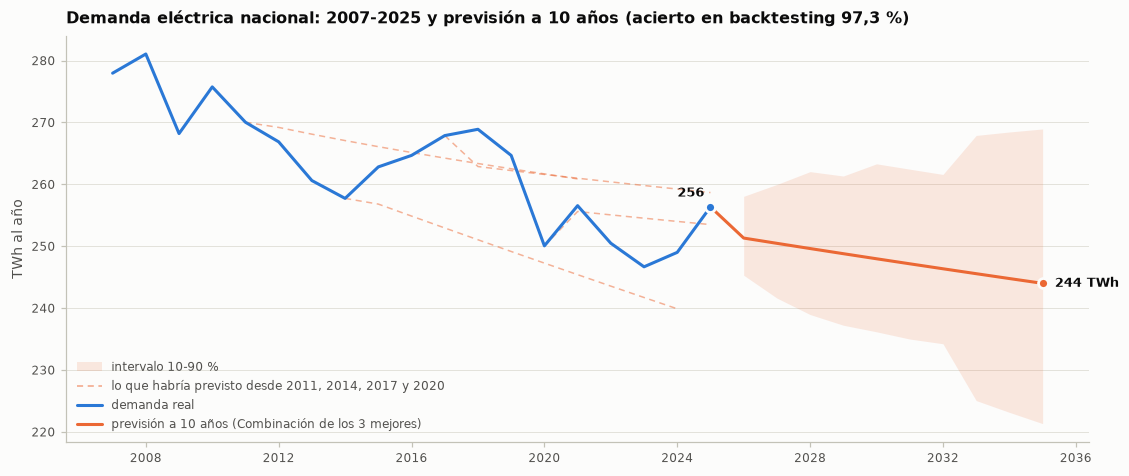 Demanda eléctrica nacional: 2007-2025 y previsión a 10 años (acierto en backtesting 97,3 %)
TWh al año
280
270
260
250
240
230
220
256
244 TWh
intervalo 10-90 %
lo que habría previsto desde 2011, 2014, 2017 y 2020
demanda real
previsión a 10 años (Combinación de los 3 mejores)
2008
2012
2016
2020
2024
2028
2032
2036